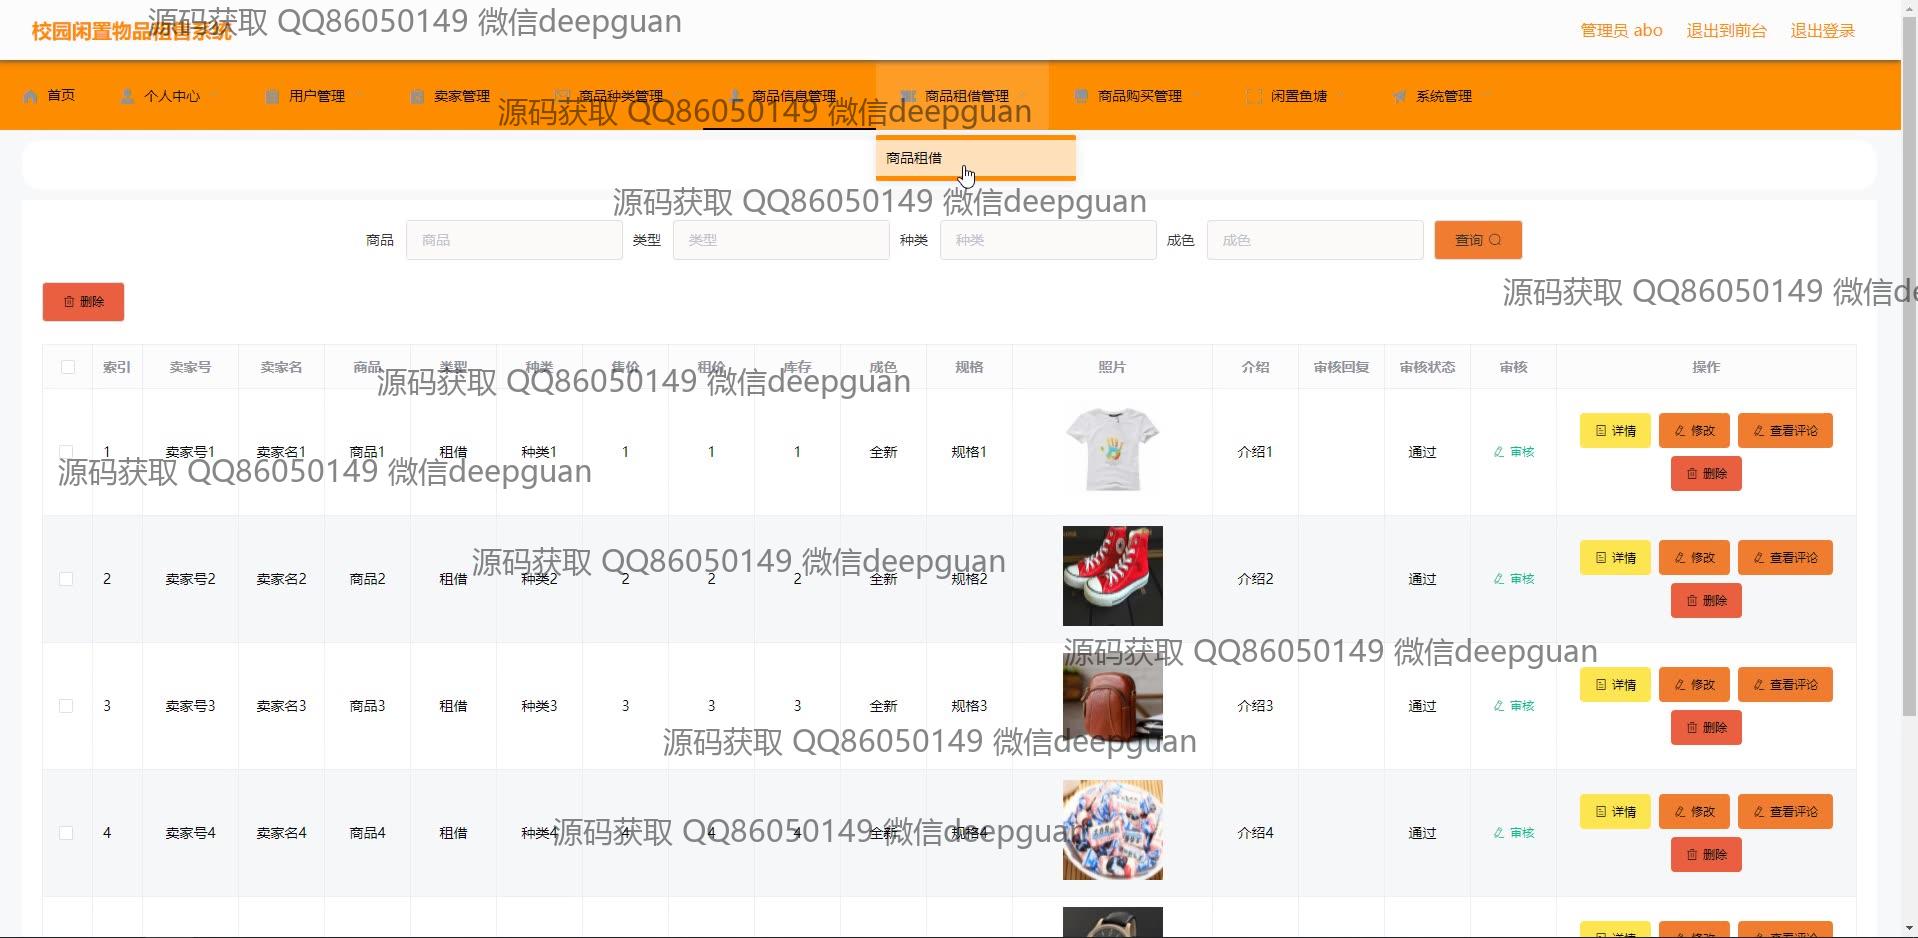 校园闲置物品租售系统
源码获取 QQ86050149 微信deepguan
管理员 abo 退出到前台 退出登录
首页 个人中心 用户管理 卖家管理 商品种类管理 商品信息管理 商品租借管理 商品购买管理 闲置鱼塘 系统管理
源码获取 QQ86050149 微信deepguan
商品租借
源码获取 QQ86050149 微信deepguan
商品 商品 类型 类型 种类 种类 成色 成色 查询
源码获取 QQ86050149 微信de
删除
索引 卖家号 卖家名 商品 类型 种类 售价 租价 库存 成色 规格 照片 介绍 审核回复 审核状态 审核 操作
源码获取 QQ86050149 微信deepguan
1 卖家号1 卖家名1 商品1 租借 种类1 1 1 1 全新 规格1 介绍1 通过 审核 详情 修改 查看评论
删除
源码获取 QQ86050149 微信deepguan
源码获取 QQ86050149 微信deepguan
2 卖家号2 卖家名2 商品2 租借 种类2 2 2 2 全新 规格2 介绍2 通过 审核 详情 修改 查看评论
删除
源码获取 QQ86050149 微信deepguan
3 卖家号3 卖家名3 商品3 租借 种类3 3 3 3 全新 规格3 介绍3 通过 审核 详情 修改 查看评论
删除
源码获取 QQ86050149 微信deepguan
4 卖家号4 卖家名4 商品4 租借 种类4 4 4 4 全新 规格4 介绍4 通过 审核 详情 修改 查看评论
删除
源码获取 QQ86050149 微信deepguan
详情 修改 查看评论